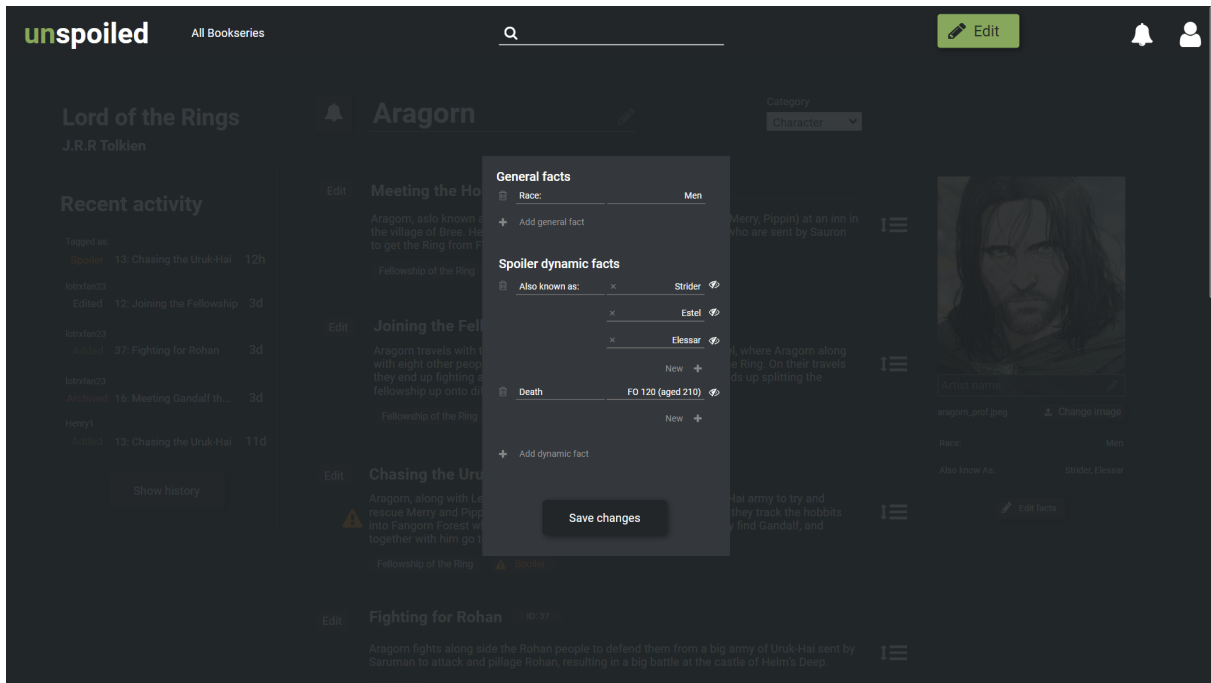 unspoiled
All Bookseries
Edit
Lord of the Rings
J.R.R Tolkien
Aragorn
Category
Character
Recent activity
Tagged as:
Spoiler 13: Chasing the Uruk-Hai 12h
lotrxfan23
Edited 12: Joining the Fellowship 3d
lotrxfan23
Added 37: Fighting for Rohan 3d
lotrxfan23
Archived 16: Meeting Gandalf th... 3d
Henry1
Added 13: Chasing the Uruk-Hai 11d
Show history
Edit
Meeting the Ho
Aragorn, aslo known a
Merry, Pippin) at an inn in
the village of Bree. He
who are sent by Sauron
to get the Ring from F
Fellowship of the Ring
Edit
Joining the Fel
Aragorn travels with t
l, where Aragorn along
with eight other peop
e Ring. On their travels
they end up fighting a
ds up splitting the
fellowship up onto di
Fellowship of the Ring
Edit
Chasing the Uru
Aragorn, along with Le
Hai army to try and
rescue Merry and Pipp
they track the hobbits
into Fangorn Forest w
y find Gandalf, and
together with him go t
Fellowship of the Ring
Spoiler
Edit
Fighting for Rohan
ID: 37
Aragorn fights along side the Rohan people to defend them from a big army of Uruk-Hai sent by
Saruman to attack and pillage Rohan, resulting in a big battle at the castle of Helm's Deep.
General facts
Race: Men
Add general fact
Spoiler dynamic facts
Also known as: × Strider
× Estel
× Elessar
New
Death FO 120 (aged 210)
New
Add dynamic fact
Save changes
Artist name
aragorn_prof.jpeg
Change image
Race: Men
Also know As: Strider, Elessar
Edit facts